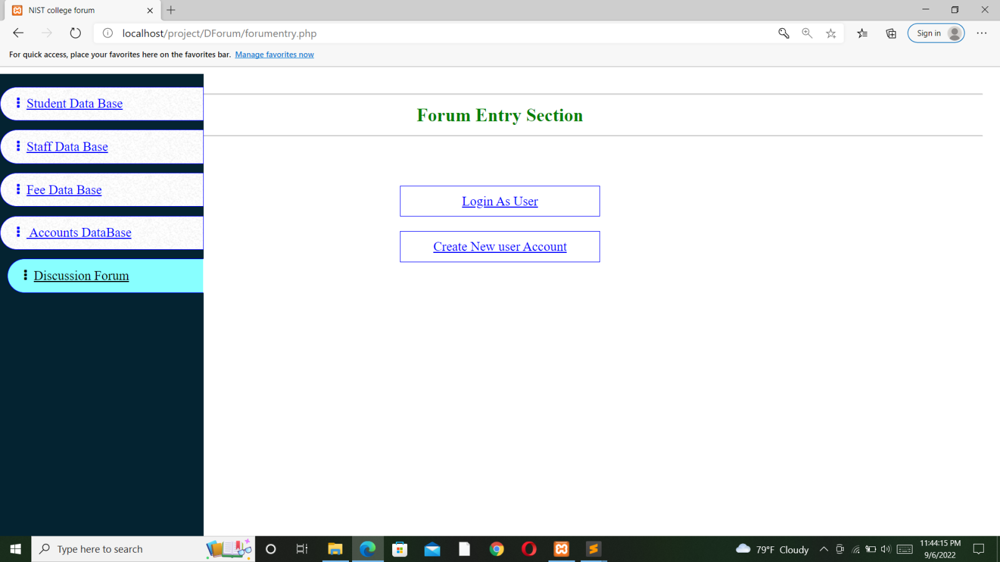 NIST college forum
localhost/project/DForum/forumentry.php
Sign in
For quick access, place your favorites here on the favorites bar. Manage favorites now
Student Data Base
Staff Data Base
Fee Data Base
Accounts DataBase
Discussion Forum
Forum Entry Section
Login As User
Create New user Account
Type here to search
79°F Cloudy
11:44:15 PM
9/6/2022